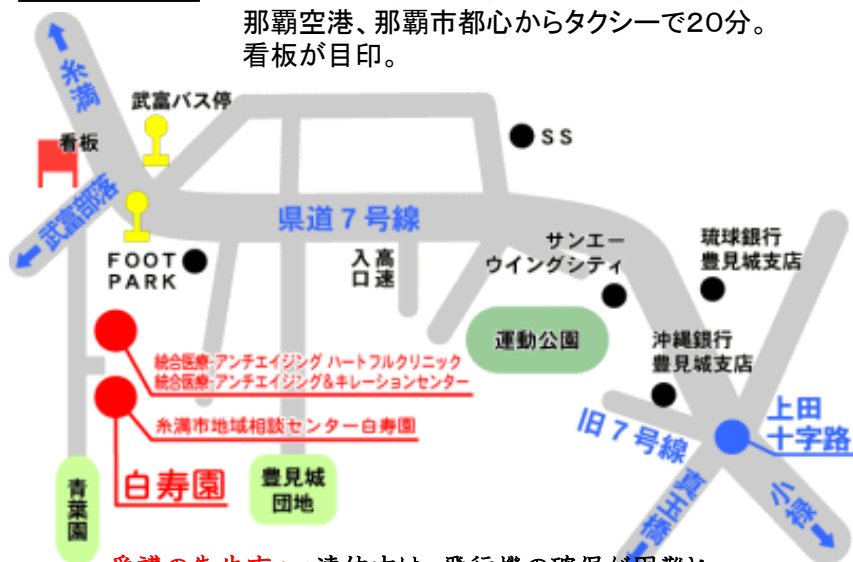 那覇空港、那覇市都心からタクシーで20分。
看板が目印。
糸満
武富バス停
看板
SS
武富部落
県道7号線
FOOT
PARK
高速
入口
サンエー
ウイングシティ
琉球銀行
豊見城支店
運動公園
沖縄銀行
豊見城支店
統合医療・アンチエイジング ハートフルクリニック
統合医療・アンチエイジング&キレーションセンター
糸満市地域相談センター白寿園
旧7号線
上田
十字路
白寿園
青葉園
豊見城
団地
真玉橋
小禄